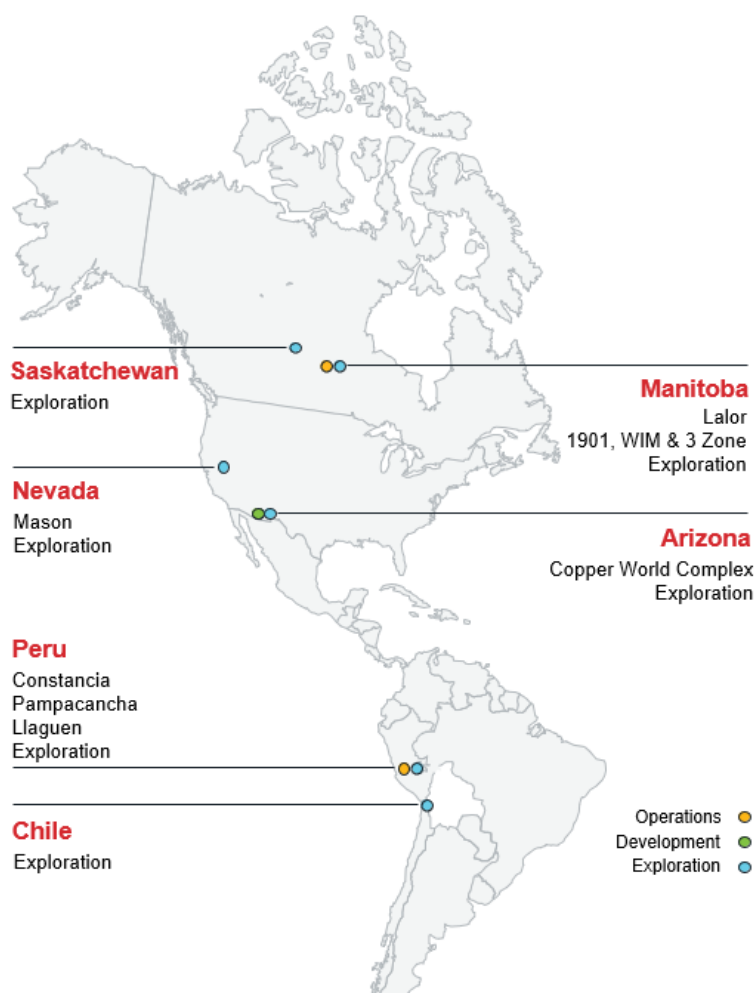 Saskatchewan
Exploration
Manitoba
Lalor
1901, WIM & 3 Zone
Exploration
Nevada
Mason
Exploration
Arizona
Copper World Complex
Exploration
Peru
Constancia
Pampacancha
Llaguen
Exploration
Chile
Exploration
Operations
Development
Exploration